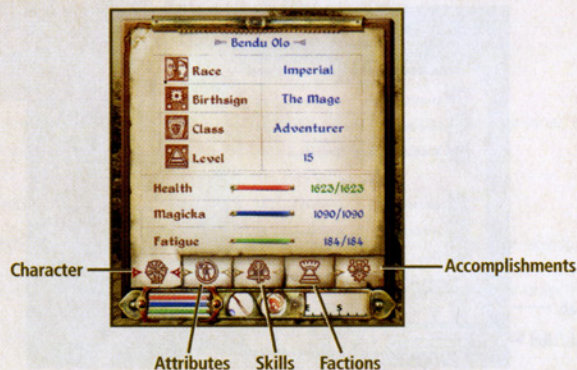 Bendu Olo
Race Imperial
Birthsign The Mage
Class Adventurer
Level 15
Health 1623/1623
Magicka 1090/1090
Fatigue 184/184
Character
Accomplishments
E S
Attributes Skills Factions